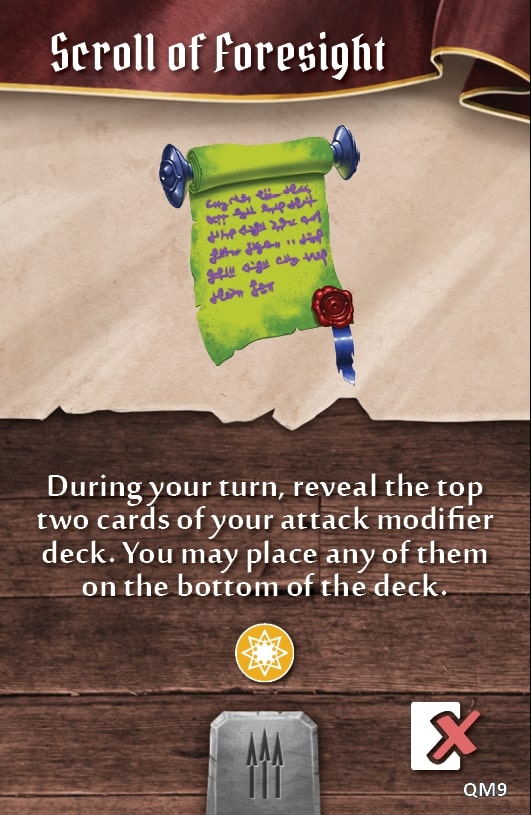 Scroll of Foresight
During your turn, reveal the top
two cards of your attack modifier
deck. You may place any of them
on the bottom of the deck.
QM9